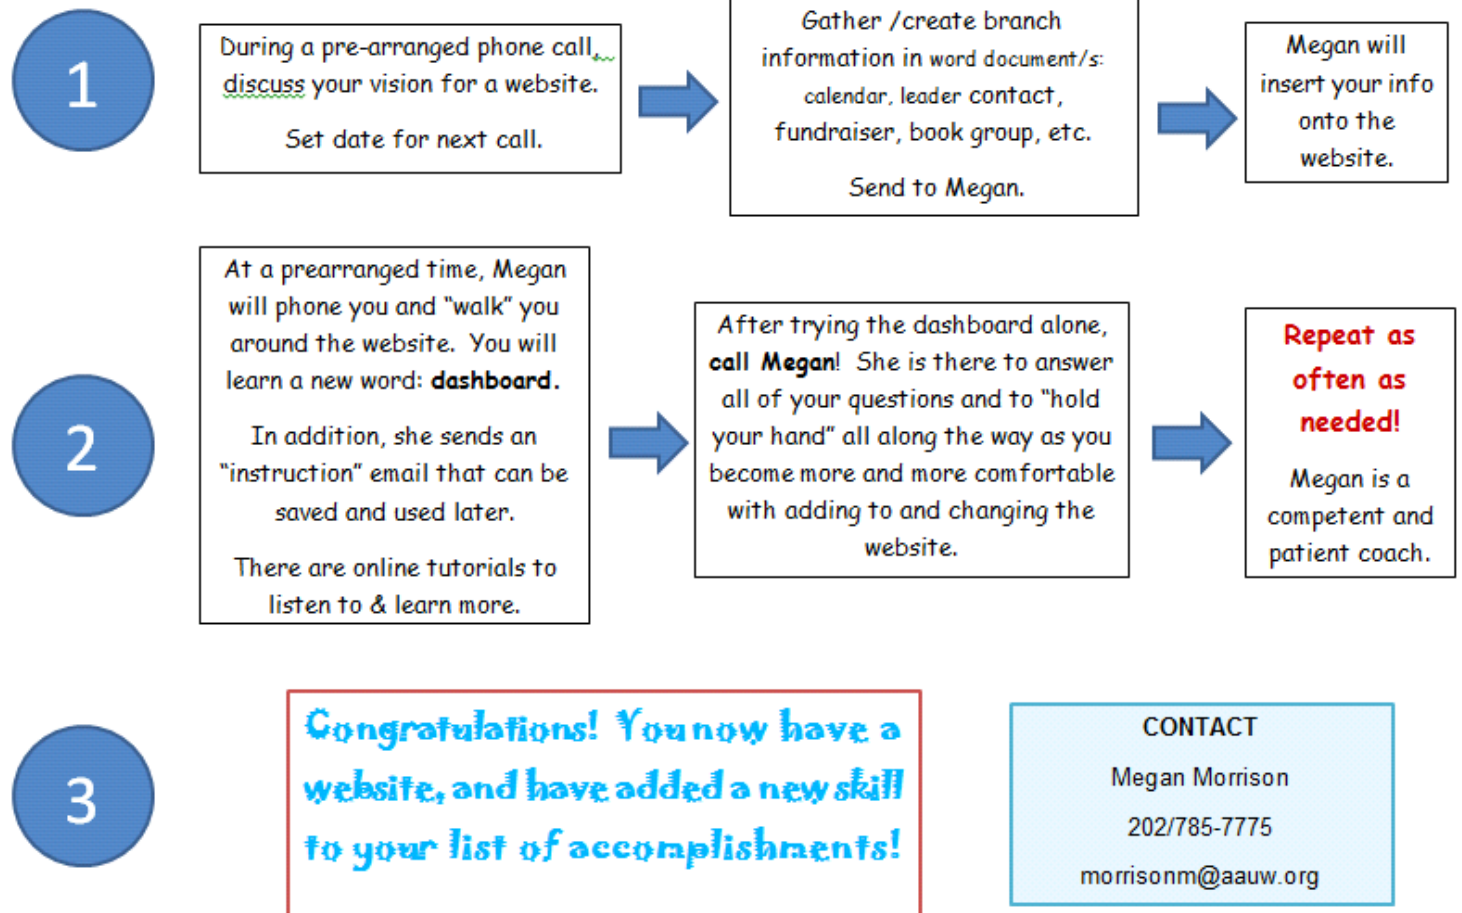 1
During a pre-arranged phone call,
discuss your vision for a website.
Set date for next call.
Gather /create branch
information in word document/s:
calendar, leader contact,
fundraiser, book group, etc.
Send to Megan.
Megan will
insert your info
onto the
website.
2
At a prearranged time, Megan
will phone you and “walk” you
around the website. You will
learn a new word: dashboard.
In addition, she sends an
“instruction” email that can be
saved and used later.
There are online tutorials to
listen to & learn more.
After trying the dashboard alone,
call Megan! She is there to answer
all of your questions and to “hold
your hand” all along the way as you
become more and more comfortable
with adding to and changing the
website.
Repeat as
often as
needed!
Megan is a
competent and
patient coach.
3
Congratulations! You now have a
website, and have added a new skill
to your list of accomplishments!
CONTACT
Megan Morrison
202/785-7775
morrisonm@aauw.org